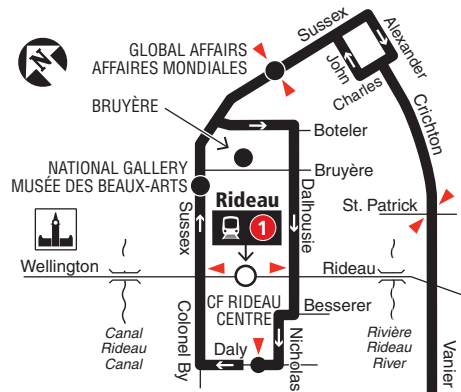 N
Sussex
Alexander
John
Charles
Crichton
GLOBAL AFFAIRS
AFFAIRES MONDIALES
BRUYÈRE
Boteler
NATIONAL GALLERY
MUSÉE DES BEAUX-ARTS
Bruyère
Rideau
1
Sussex
Dalhousie
St. Patrick
Wellington
Rideau
CF RIDEAU
CENTRE
Besserer
Canal
Rideau
Canal
Colonel By
Daly
Nicholas
Rivière
Rideau
River
Vanier